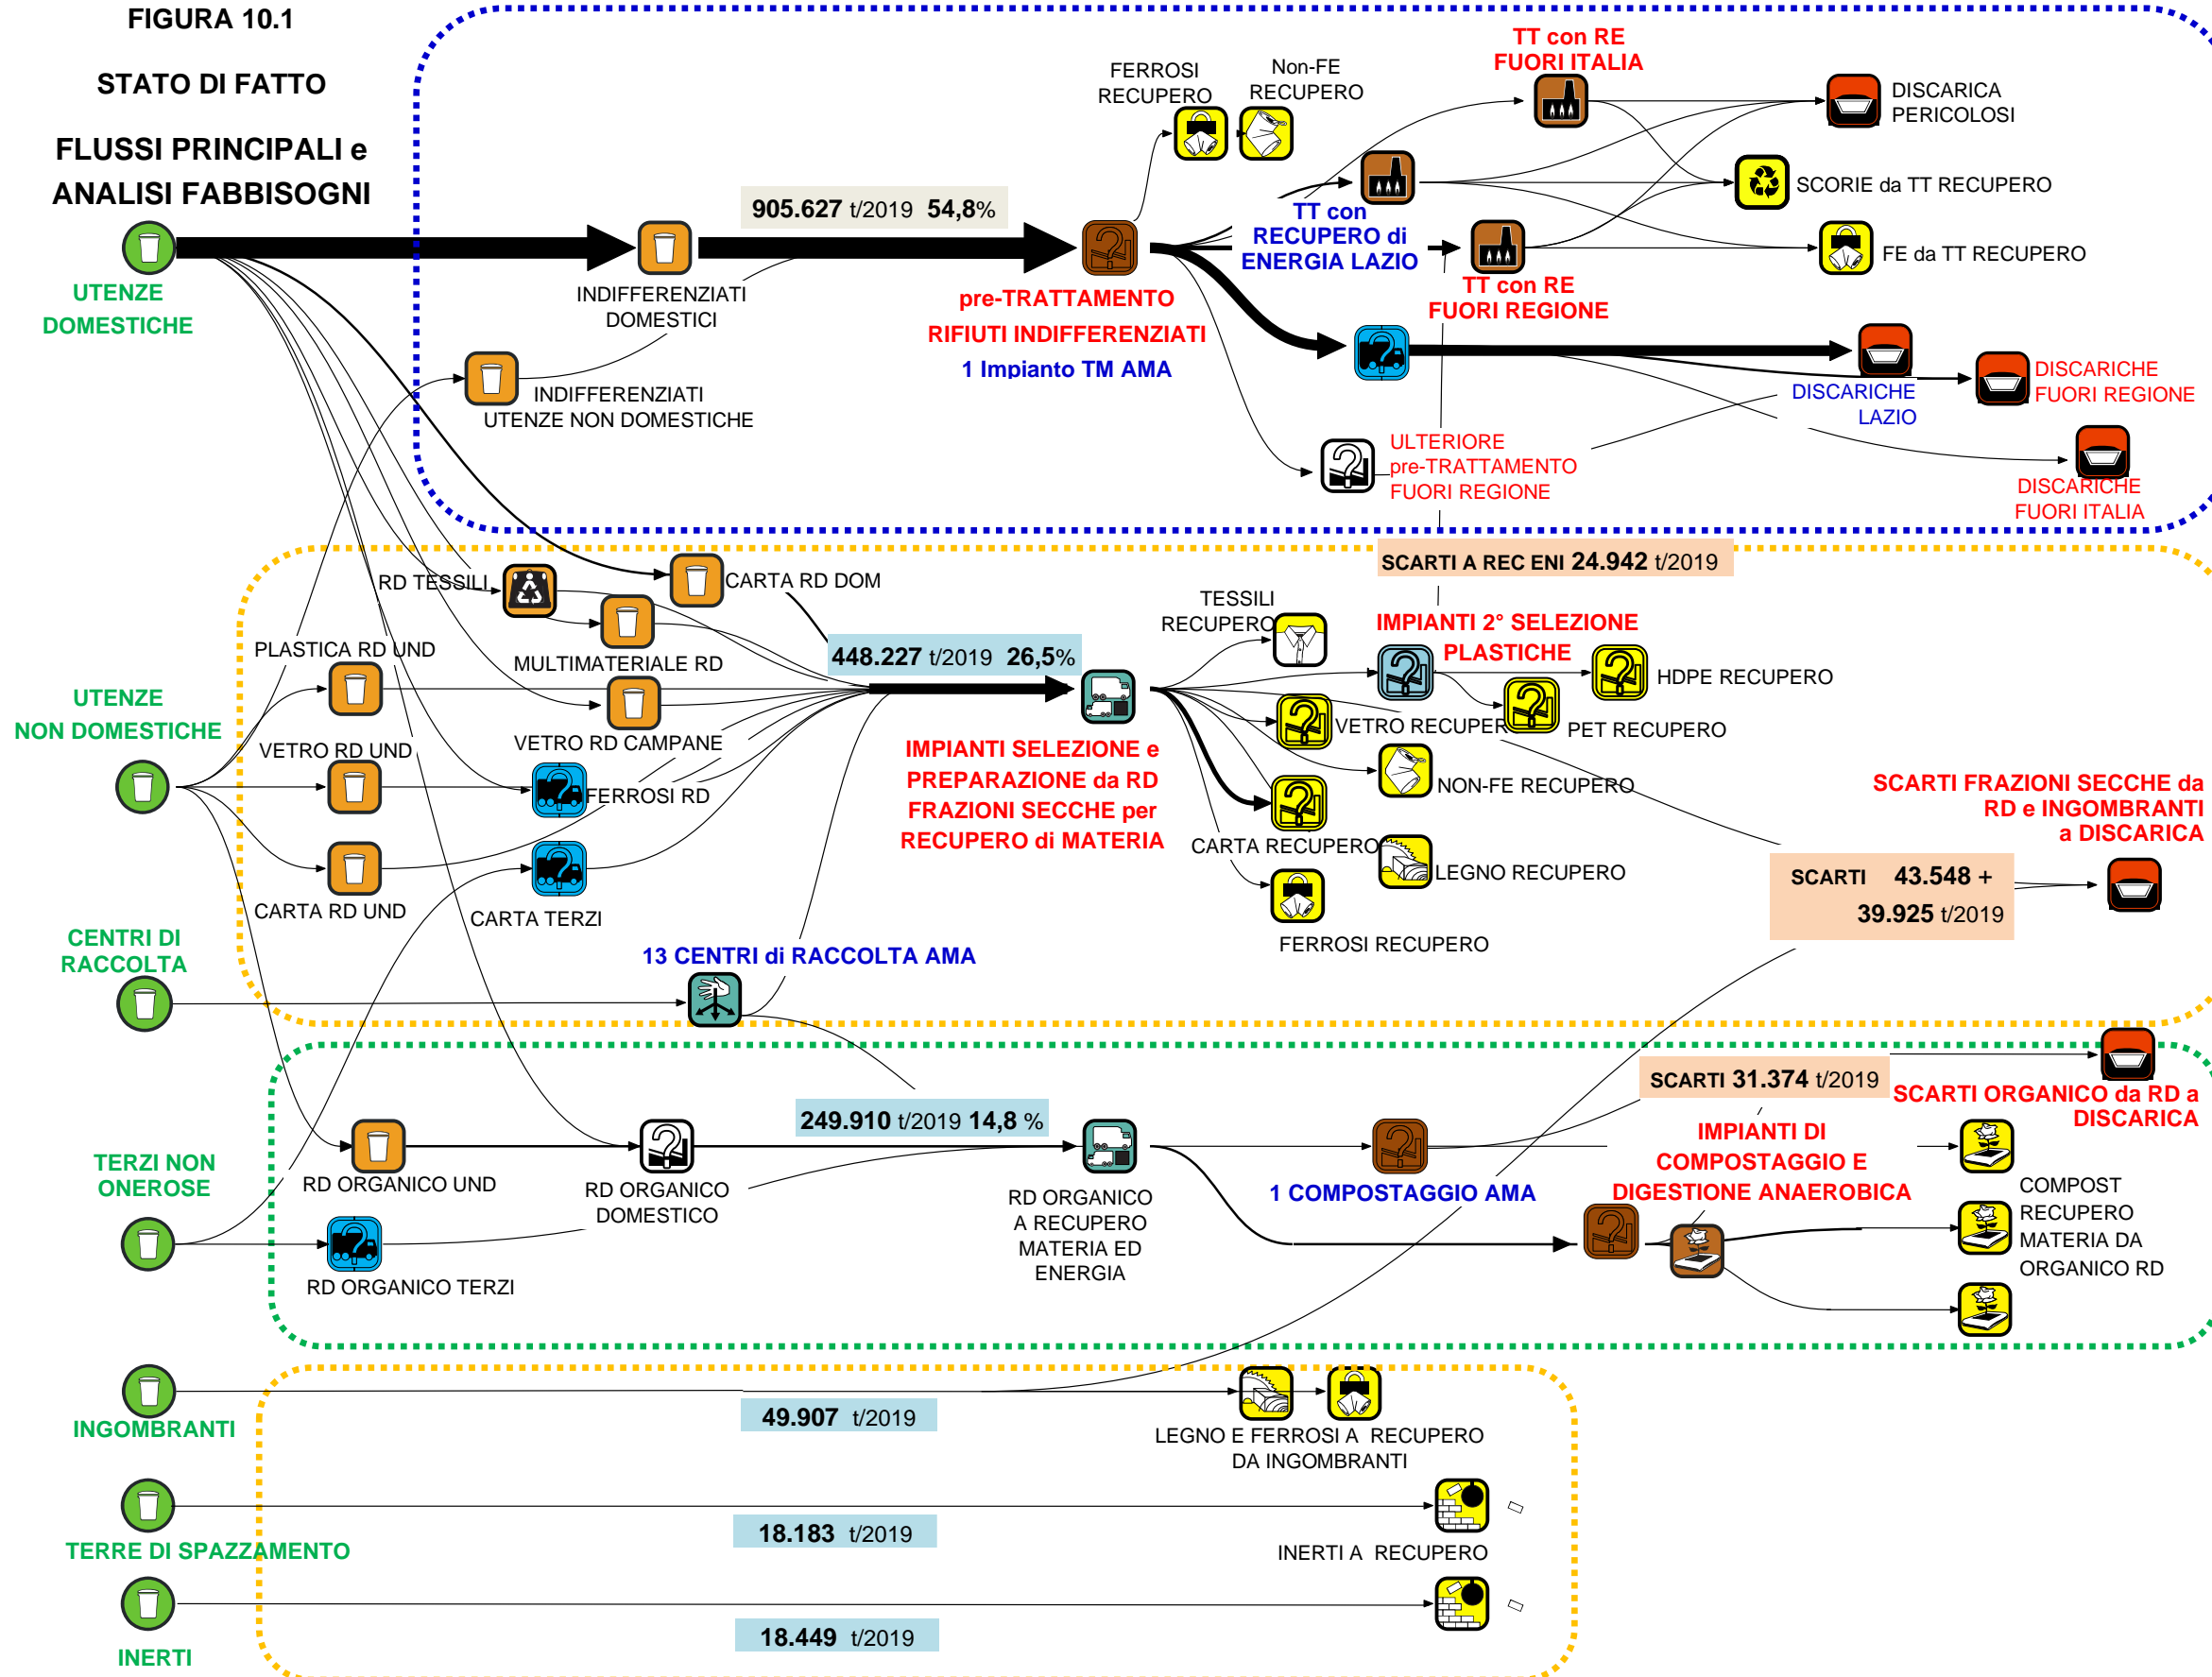 FIGURA 10.1
STATO DI FATTO
FLUSSI PRINCIPALI e
ANALISI FABBISOGNI
UTENZE
DOMESTICHE
905.627 t/2019 54,8%
INDIFFERENZIATI
DOMESTICI
INDIFFERENZIATI
UTENZE NON DOMESTICHE
pre-TRATTAMENTO
RIFIUTI INDIFFERENZIATI
1 Impianto TM AMA
FERROSI
RECUPERO
Non-FE
RECUPERO
TT con RE
FUORI ITALIA
TT con
RECUPERO di
ENERGIA LAZIO
TT con RE
FUORI REGIONE
DISCARICA
PERICOLOSI
SCORIE da TT RECUPERO
FE da TT RECUPERO
DISCARICHE
LAZIO
DISCARICHE
FUORI REGIONE
ULTERIORE
pre-TRATTAMENTO
FUORI REGIONE
DISCARICHE
FUORI ITALIA
SCARTI A REC ENI 24.942 t/2019
RD TESSILI
CARTA RD DOM
PLASTICA RD UND
MULTIMATERIALE RD
448.227 t/2019 26,5%
TESSILI
RECUPERO
IMPIANTI 2° SELEZIONE
PLASTICHE
HDPE RECUPERO
UTENZE
NON DOMESTICHE
VETRO RD UND
VETRO RD CAMPANE
VETRO RECUPER
PET RECUPERO
FERROSI RD
IMPIANTI SELEZIONE e
PREPARAZIONE da RD
FRAZIONI SECCHE per
RECUPERO di MATERIA
NON-FE RECUPERO
SCARTI FRAZIONI SECCHE da
RD e INGOMBRANTI
a DISCARICA
CARTA RECUPERO
LEGNO RECUPERO
SCARTI 43.548 +
39.925 t/2019
CARTA RD UND
CARTA TERZI
FERROSI RECUPERO
CENTRI DI
RACCOLTA
13 CENTRI di RACCOLTA AMA
SCARTI 31.374 t/2019
SCARTI ORGANICO da RD a
DISCARICA
249.910 t/2019 14,8 %
TERZI NON
ONEROSE
RD ORGANICO UND
RD ORGANICO
DOMESTICO
RD ORGANICO
A RECUPERO
MATERIA ED
ENERGIA
1 COMPOSTAGGIO AMA
IMPIANTI DI
COMPOSTAGGIO E
DIGESTIONE ANAEROBICA
COMPOST
RECUPERO
MATERIA DA
ORGANICO RD
RD ORGANICO TERZI
INGOMBRANTI
49.907 t/2019
LEGNO E FERROSI A RECUPERO
DA INGOMBRANTI
TERRE DI SPAZZAMENTO
18.183 t/2019
INERTI A RECUPERO
INERTI
18.449 t/2019